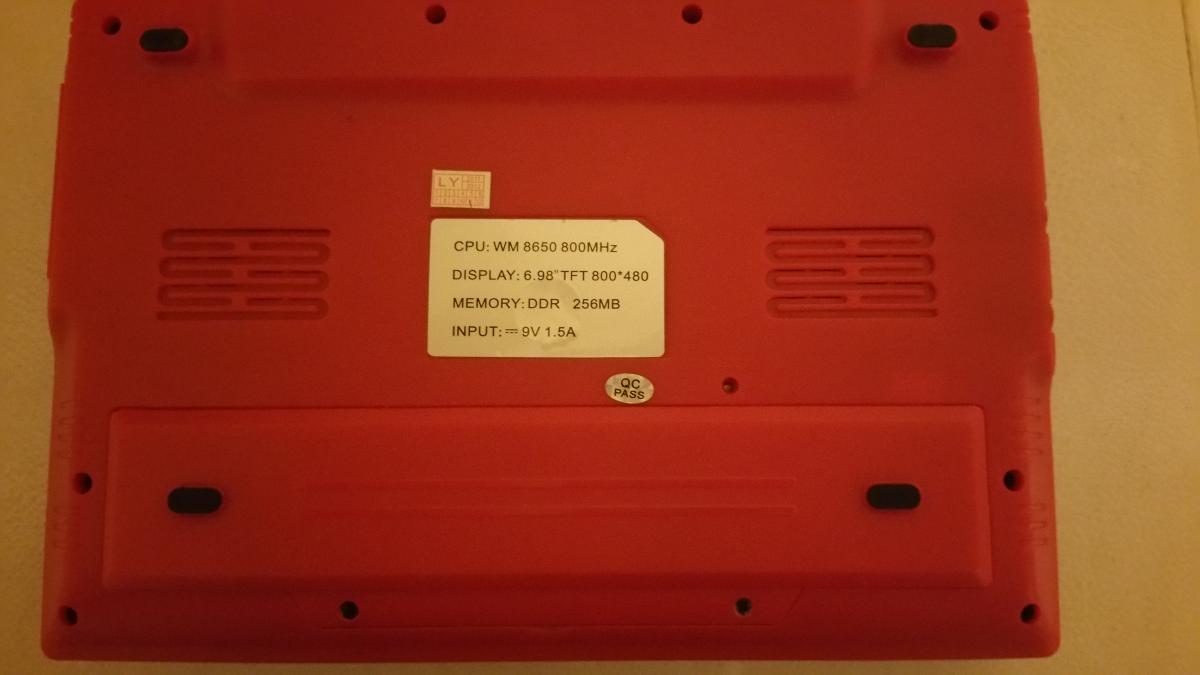 LY
CPU: WM 8650 800MHz
DISPLAY: 6.98" TFT 800*480
MEMORY: DDR 256MB
INPUT: ⎓ 9V 1.5A
QC
PASS